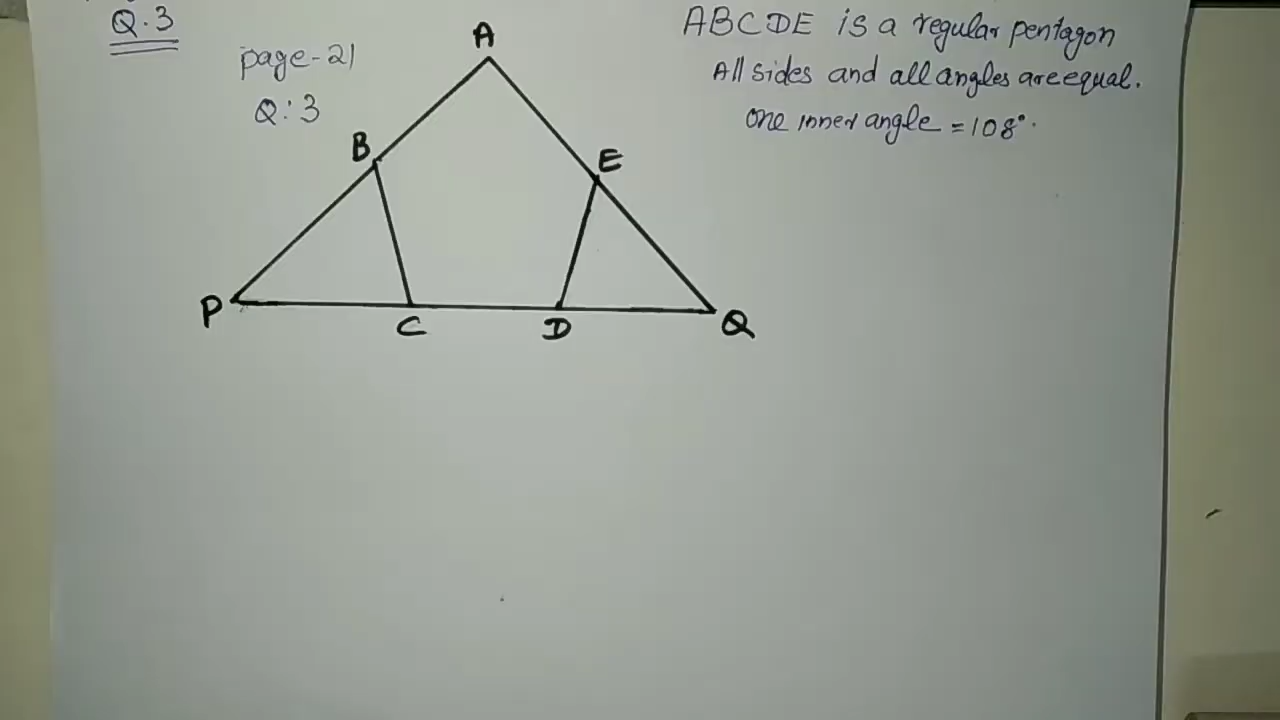 Q.3
page-21
Q:3
ABCDE is a regular pentagon
All sides and all angles are equal.
one inner angle = 108°.
A
B
E
P
C
D
Q